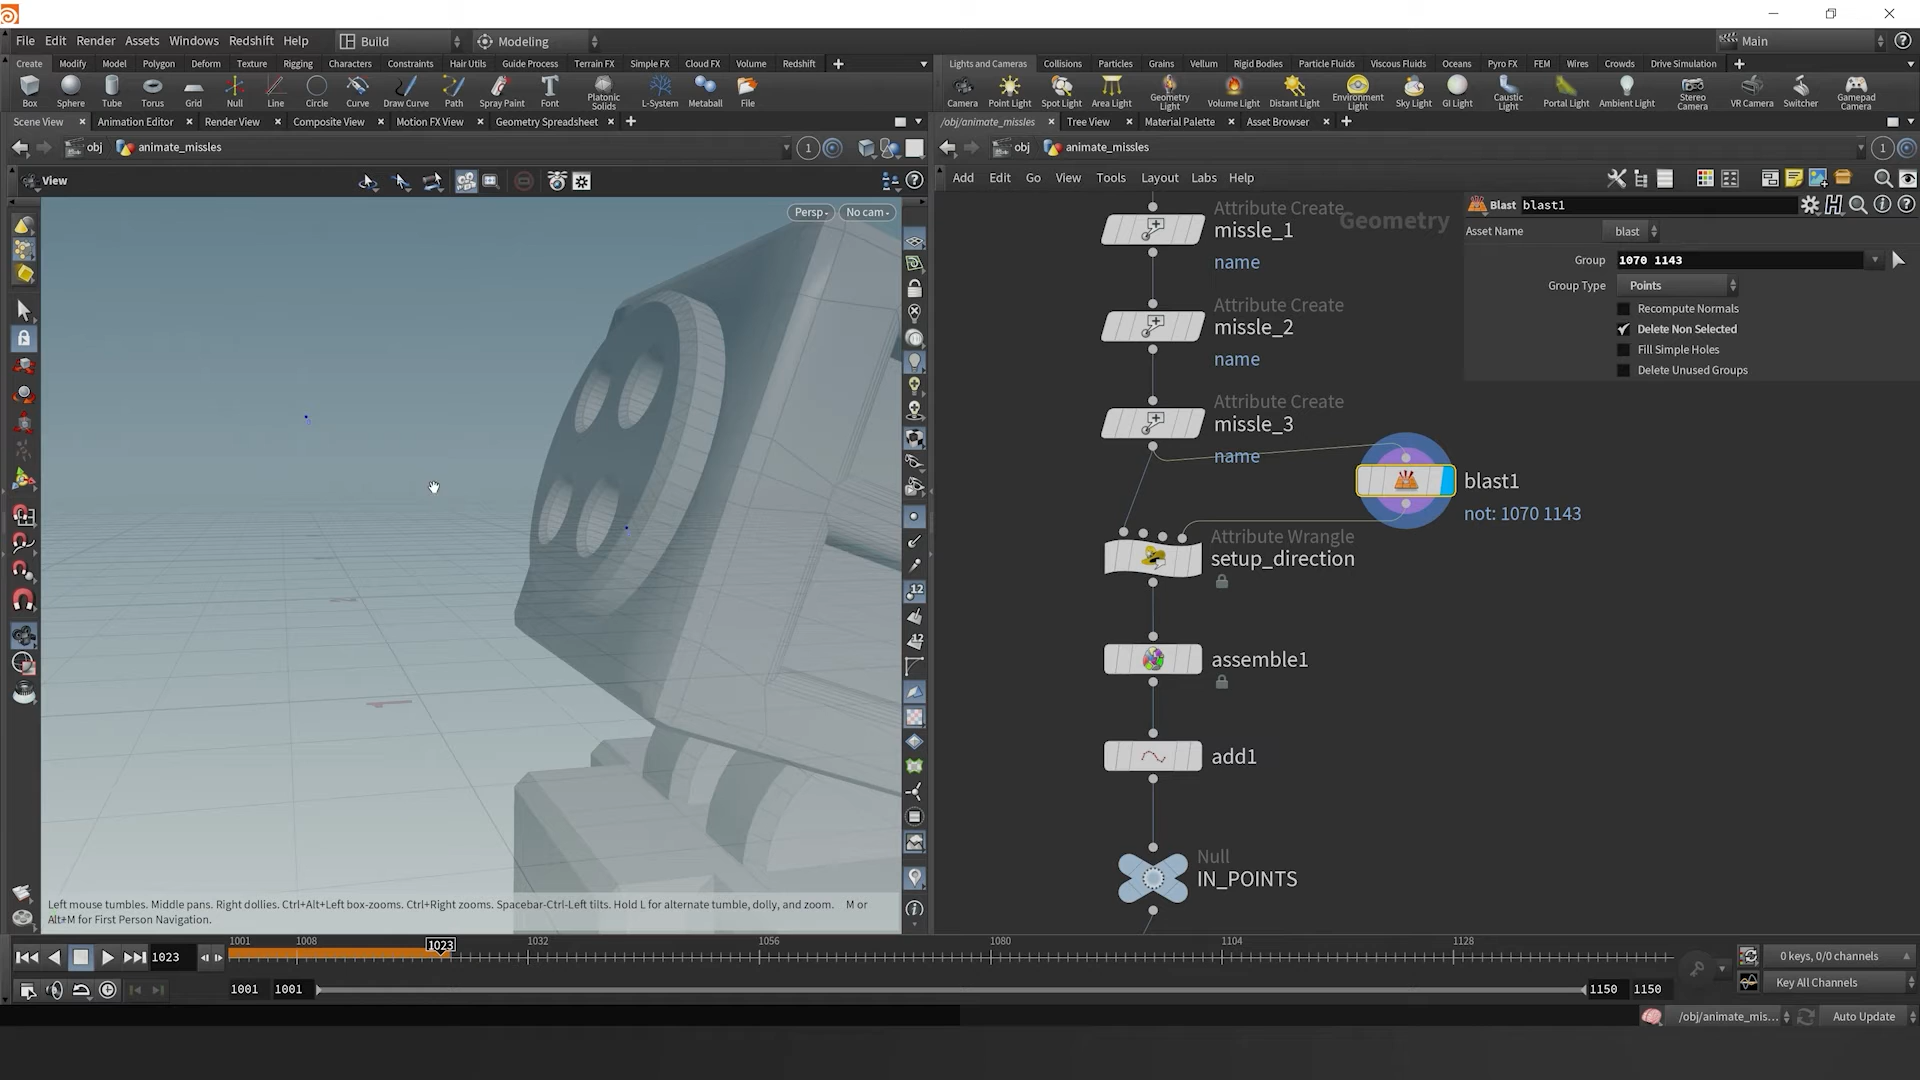 File Edit Render Assets Windows Redshift Help Build Modeling Main
Create Modify Model Polygon Deform Texture Rigging Characters Constraints Hair Utils Guide Process Terrain FX Simple FX Cloud FX Volume Redshift
Lights and Cameras Collisions Particles Grains Vellum Rigid Bodies Particle Fluids Viscous Fluids Oceans Pyro FX FEM Wires Crowds Drive Simulation
Box Sphere Tube Torus Grid Null Line Circle Curve Draw Curve Path Spray Paint Font Platonic Solids L-System Metaball File
Camera Point Light Spot Light Area Light Geometry Light Volume Light Distant Light Environment Light Sky Light GI Light Caustic Light Portal Light Ambient Light Stereo Camera VR Camera Switcher Gamepad Camera
Scene View Animation Editor Render View Composite View Motion FX View Geometry Spreadsheet
/obj/animate_missles Tree View Material Palette Asset Browser
obj animate_missles 1
obj animate_missles 1
View
Add Edit Go View Tools Layout Labs Help
Persp No cam
Geometry
Attribute Create
missle_1
name
Attribute Create
missle_2
name
Attribute Create
missle_3
name
blast1
not: 1070 1143
Attribute Wrangle
setup_direction
assemble1
add1
Null
IN_POINTS
Blast blast1
Asset Name blast
Group 1070 1143
Group Type Points
Recompute Normals
Delete Non Selected
Fill Simple Holes
Delete Unused Groups
12
12
Left mouse tumbles. Middle pans. Right dollies. Ctrl+Alt+Left box-zooms. Ctrl+Right zooms. Spacebar-Ctrl-Left tilts. Hold L for alternate tumble, dolly, and zoom. M or
Alt+M for First Person Navigation.
1023 1001 1008 1023 1032 1056 1080 1104 1128
0 keys, 0/0 channels
1001 1001 1150 1150
Key All Channels
/obj/animate_mis... Auto Update